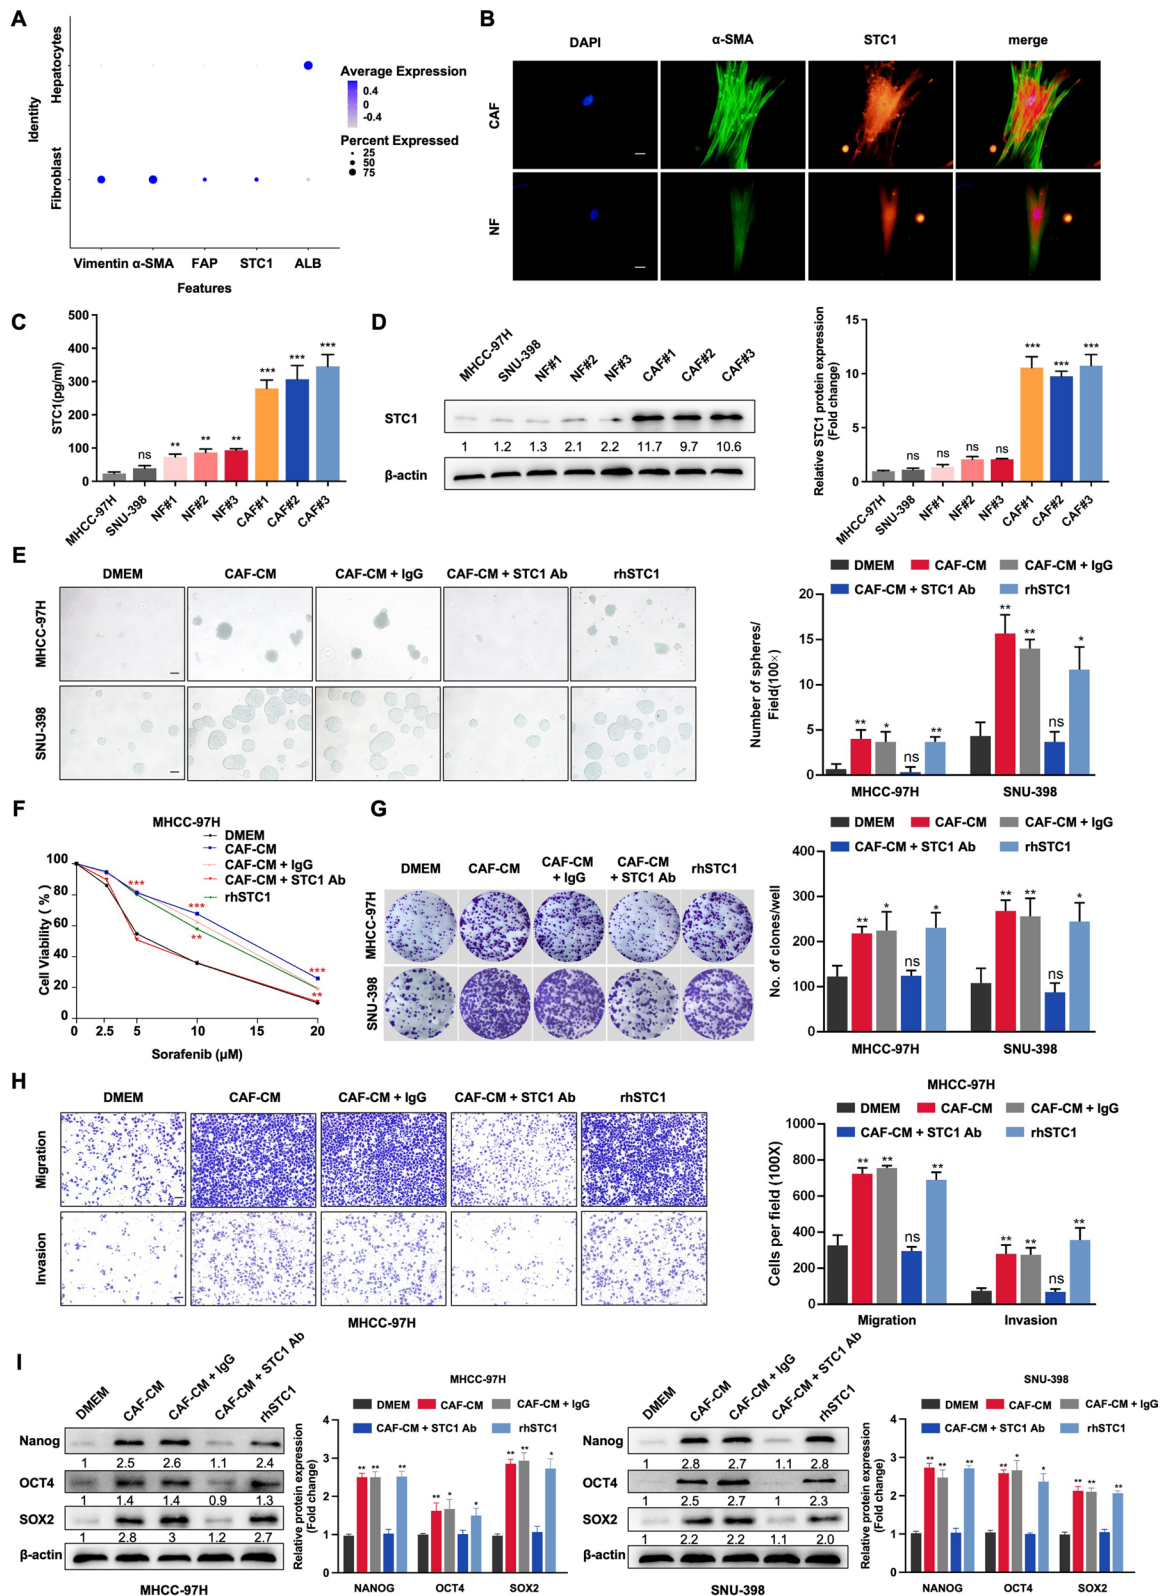 A
Hepatocytes
Identity
Fibroblast
Vimentin α-SMA FAP STC1 ALB
Features
Average Expression
0.4
-0.4
Percent Expressed
25
50
75
B
DAPI α-SMA STC1 merge
CAF
NF
C
STC1(pg/ml)
500
400
300
200
100
0
ns ** ** ** *** *** ***
MHCC-97H SNU-398 NF#1 NF#2 NF#3 CAF#1 CAF#2 CAF#3
D
MHCC-97H SNU-398 NF#1 NF#2 NF#3 CAF#1 CAF#2 CAF#3
STC1
1 1.2 1.3 2.1 2.2 11.7 9.7 10.6
β-actin
Relative STC1 protein expression
(Fold change)
15
10
5
0
ns ns ns ns *** *** ***
MHCC-97H SNU-398 NF#1 NF#2 NF#3 CAF#1 CAF#2 CAF#3
E
DMEM CAF-CM CAF-CM + IgG CAF-CM + STC1 Ab rhSTC1
MHCC-97H
SNU-398
DMEM CAF-CM CAF-CM + IgG
CAF-CM + STC1 Ab rhSTC1
Number of spheres/
Field(100×)
20
15
10
5
0
** * ns ** ** ** ns *
MHCC-97H SNU-398
F
MHCC-97H
DMEM
CAF-CM
CAF-CM + IgG
CAF-CM + STC1 Ab
rhSTC1
Cell Viability ( %)
100
80
60
40
20
0
*** *** ** *** **
0 2.5 5 10 15 20
Sorafenib (μM)
G
DMEM CAF-CM CAF-CM + IgG CAF-CM + STC1 Ab rhSTC1
MHCC-97H
SNU-398
DMEM CAF-CM CAF-CM + IgG
CAF-CM + STC1 Ab rhSTC1
No. of clones/well
400
300
200
100
0
** * ns * ** ** ns *
MHCC-97H SNU-398
H
DMEM CAF-CM CAF-CM + IgG CAF-CM + STC1 Ab rhSTC1
Migration
Invasion
MHCC-97H
MHCC-97H
DMEM CAF-CM CAF-CM + IgG
CAF-CM + STC1 Ab rhSTC1
Cells per field (100X)
1000
800
600
400
200
0
** ** ns ** ** ** ns **
Migration Invasion
I
DMEM CAF-CM CAF-CM + IgG CAF-CM + STC1 Ab rhSTC1
Nanog
1 2.5 2.6 1.1 2.4
OCT4
1 1.4 1.4 0.9 1.3
SOX2
1 2.8 3 1.2 2.7
β-actin
MHCC-97H
MHCC-97H
DMEM CAF-CM CAF-CM + IgG
CAF-CM + STC1 Ab rhSTC1
Relative protein expression
(Fold change)
4
3
2
1
0
** ** ** ** * * ** ** *
NANOG OCT4 SOX2
DMEM CAF-CM CAF-CM + IgG CAF-CM + STC1 Ab rhSTC1
Nanog
1 2.8 2.7 1.1 2.8
OCT4
1 2.5 2.7 1 2.3
SOX2
1 2.2 2.2 1.1 2.0
β-actin
SNU-398
SNU-398
DMEM CAF-CM CAF-CM + IgG
CAF-CM + STC1 Ab rhSTC1
Relative protein expression
(Fold change)
4
3
2
1
0
** ** ** ** * * ** ** **
NANOG OCT4 SOX2